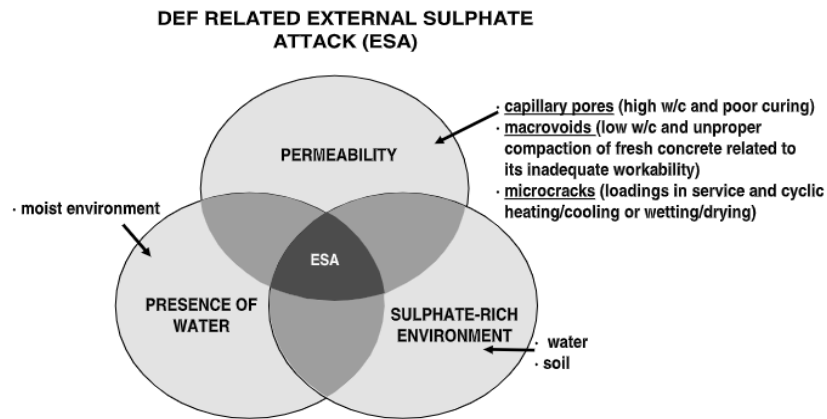 DEF RELATED EXTERNAL SULPHATE
ATTACK (ESA)
· capillary pores (high w/c and poor curing)
· macrovoids (low w/c and unproper
compaction of fresh concrete related to
its inadequate workability)
· microcracks (loadings in service and cyclic
heating/cooling or wetting/drying)
PERMEABILITY
· moist environment
ESA
PRESENCE OF
WATER
SULPHATE-RICH
ENVIRONMENT
· water
· soil